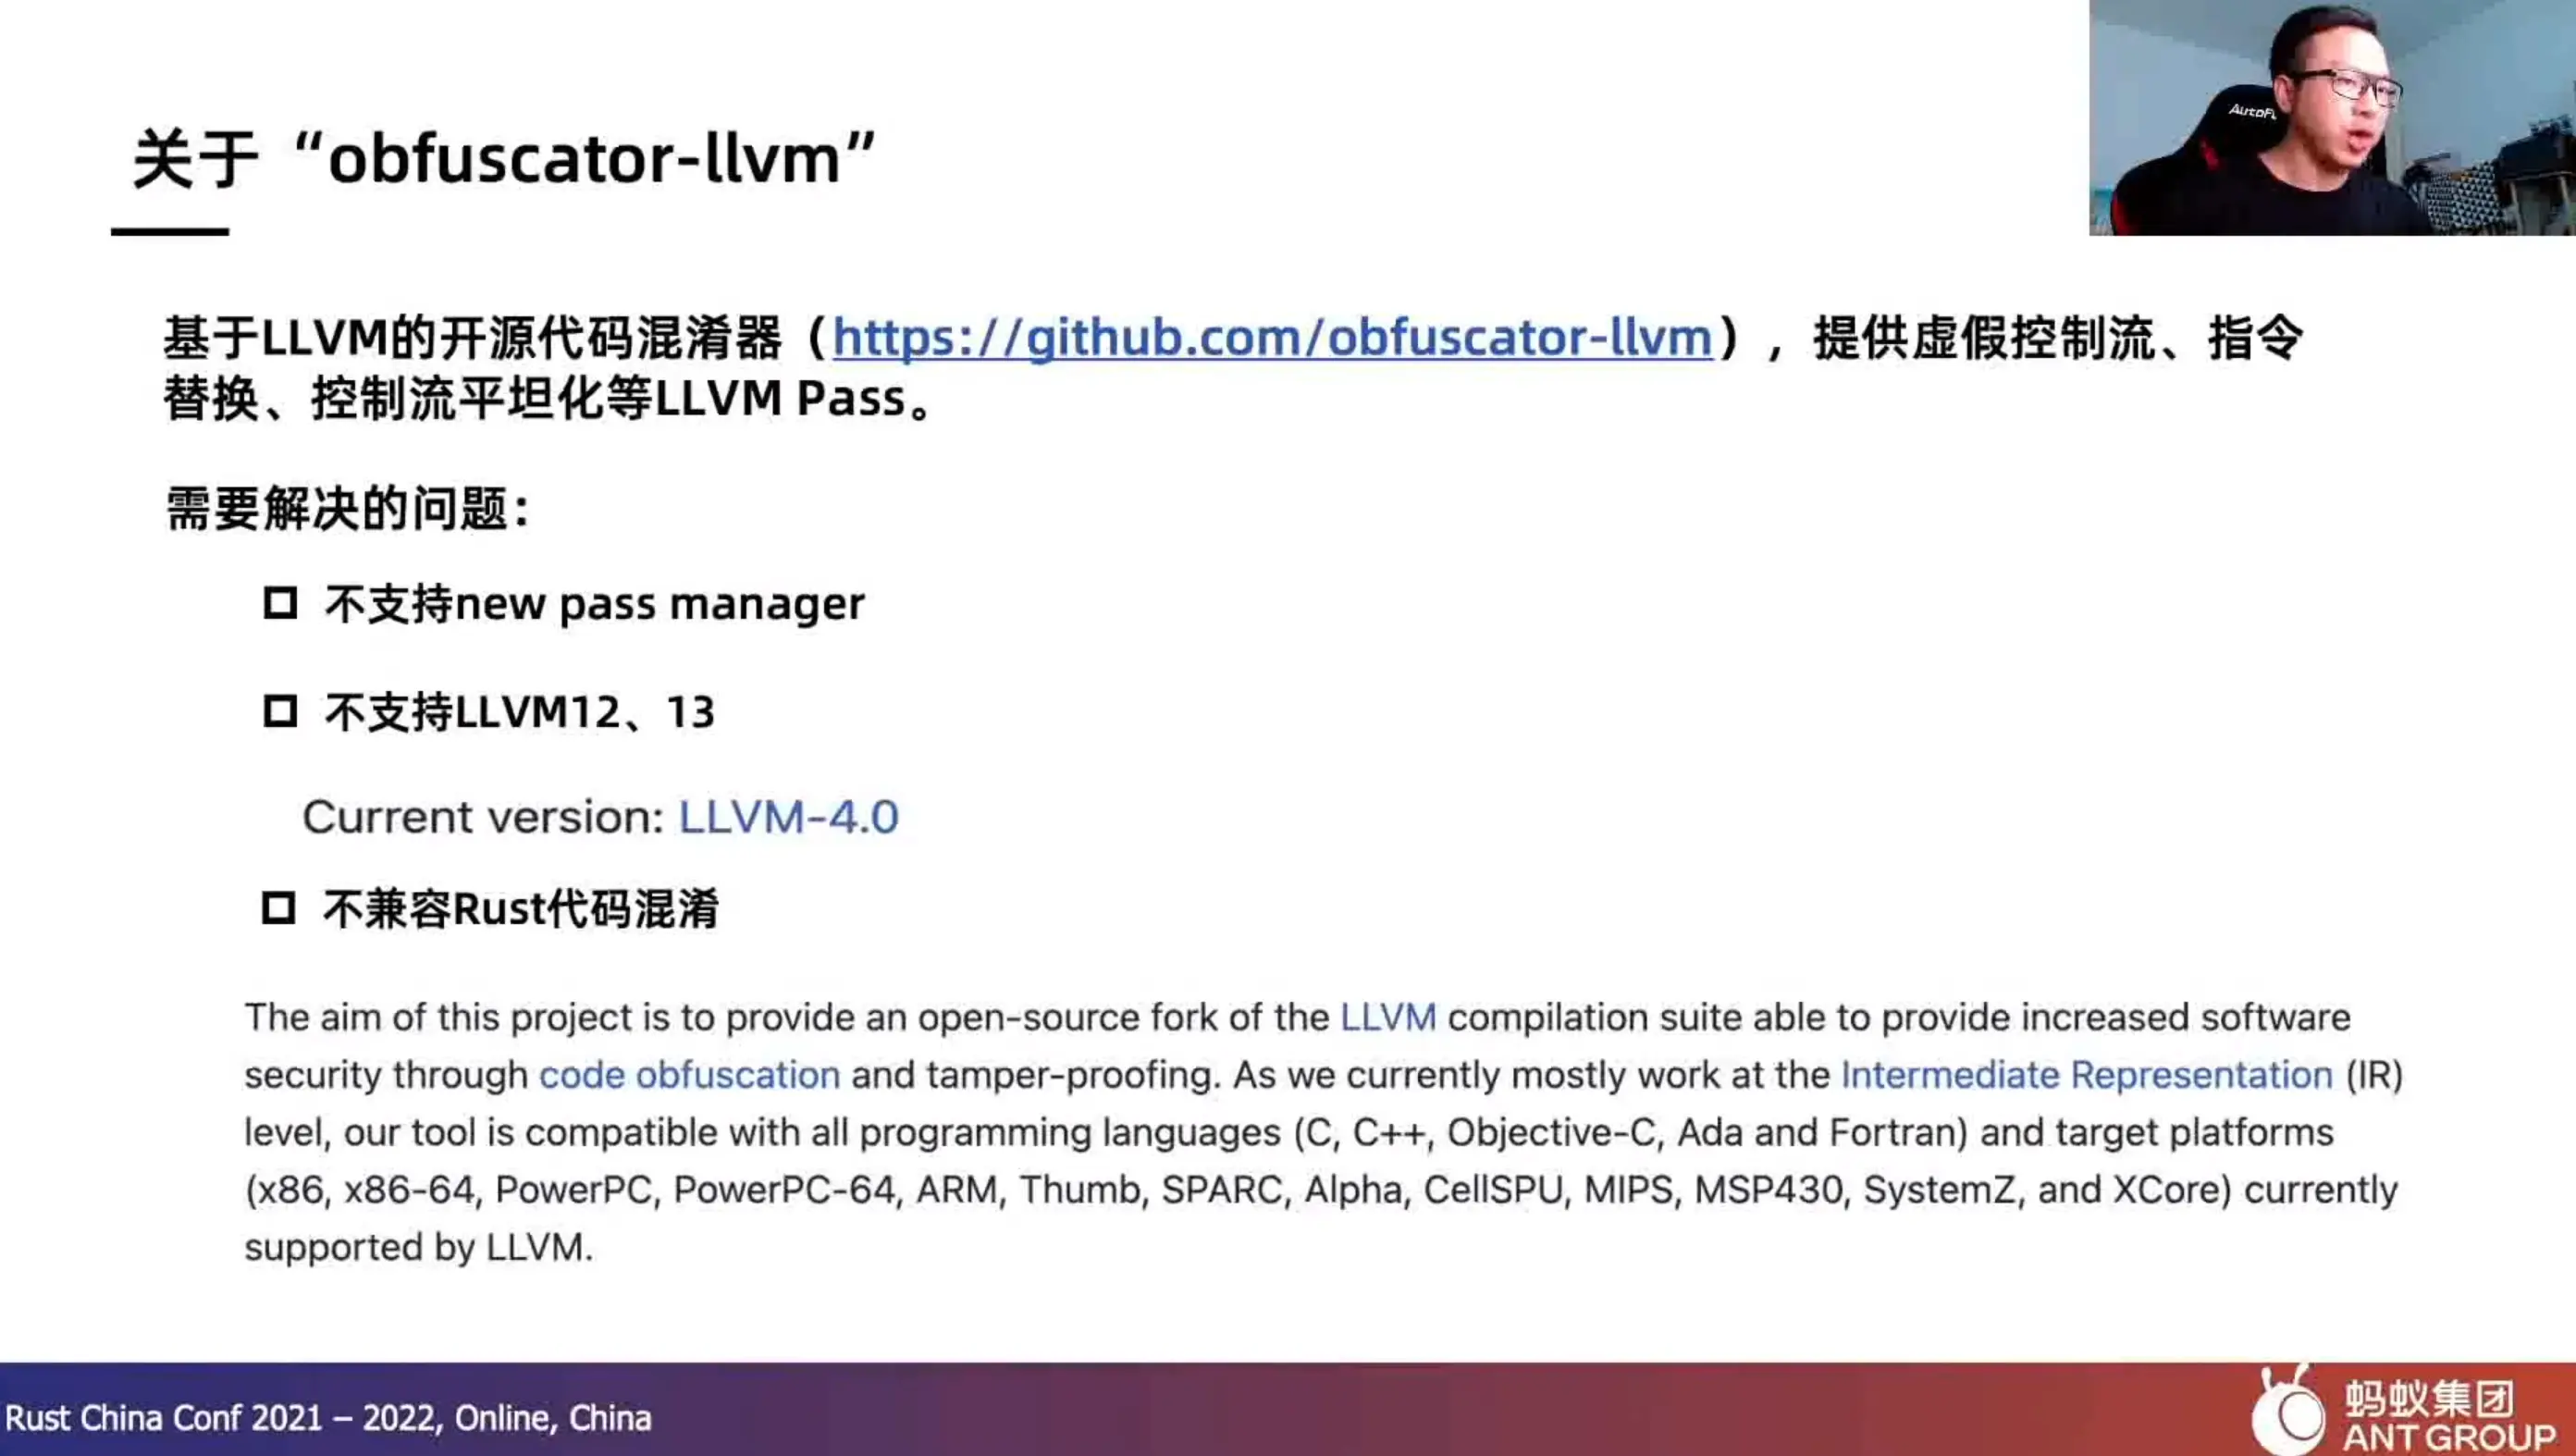 关于“obfuscator-llvm”
基于LLVM的开源代码混淆器（https://github.com/obfuscator-llvm），提供虚假控制流、指令
替换、控制流平坦化等LLVM Pass。
需要解决的问题：
不支持new pass manager
不支持LLVM12、13
Current version: LLVM-4.0
不兼容Rust代码混淆
The aim of this project is to provide an open-source fork of the LLVM compilation suite able to provide increased software
security through code obfuscation and tamper-proofing. As we currently mostly work at the Intermediate Representation (IR)
level, our tool is compatible with all programming languages (C, C++, Objective-C, Ada and Fortran) and target platforms
(x86, x86-64, PowerPC, PowerPC-64, ARM, Thumb, SPARC, Alpha, CellSPU, MIPS, MSP430, SystemZ, and XCore) currently
supported by LLVM.
Rust China Conf 2021 – 2022, Online, China
蚂蚁集团
ANT GROUP